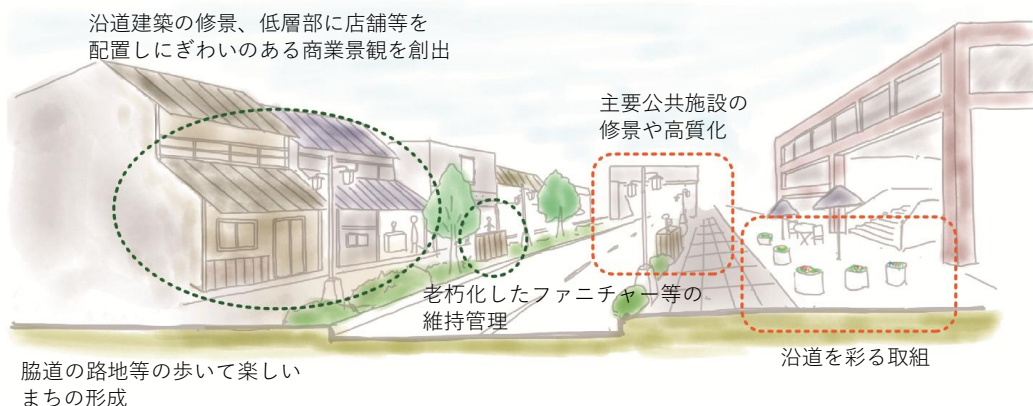 沿道建築の修景、低層部に店舗等を
配置しにぎわいのある商業景観を創出
主要公共施設の
修景や高質化
老朽化したファニチャー等の
維持管理
沿道を彩る取組
脇道の路地等の歩いて楽しい
まちの形成